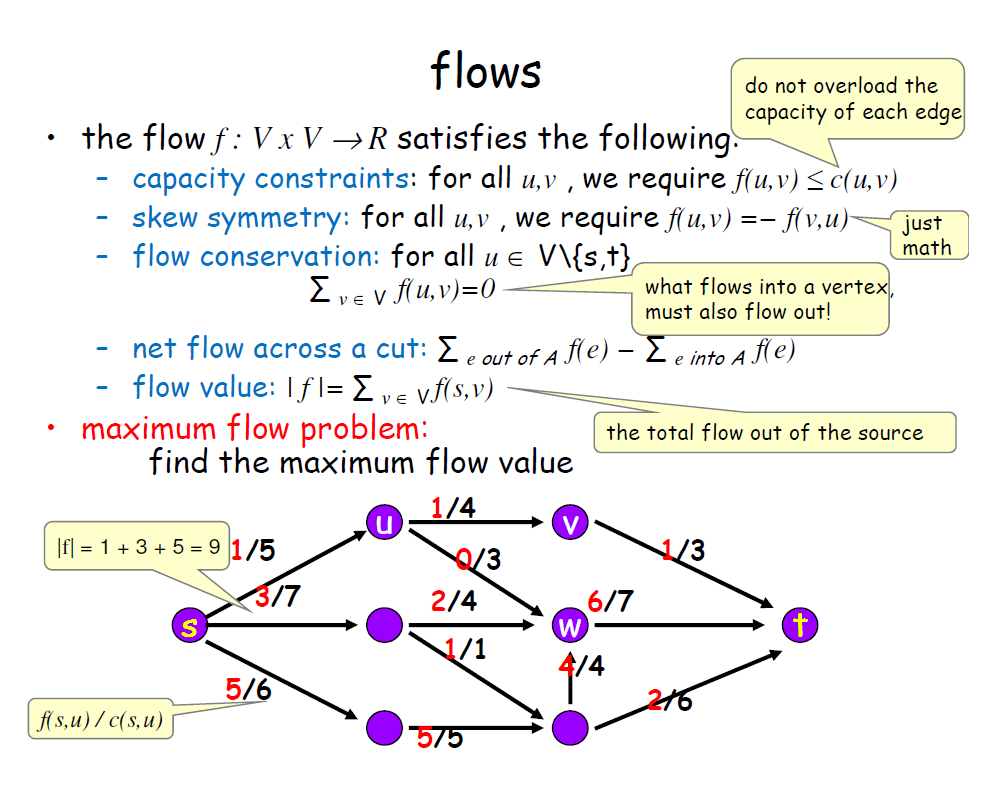 flows
do not overload the
capacity of each edge
• the flow f : V x V → R satisfies the following:
– capacity constraints: for all u,v , we require f(u,v) ≤ c(u,v)
– skew symmetry: for all u,v , we require f(u,v) = – f(v,u)
just
math
– flow conservation: for all u ∈ V\{s,t}
∑ v ∈ V f(u,v)=0
what flows into a vertex,
must also flow out!
– net flow across a cut: ∑ e out of A f(e) – ∑ e into A f(e)
– flow value: | f |= ∑ v ∈ V f(s,v)
the total flow out of the source
• maximum flow problem:
find the maximum flow value
|f| = 1 + 3 + 5 = 9
1/5
3/7
5/6
f(s,u) / c(s,u)
s
u
1/4
0/3
2/4
1/1
5/5
v
w
1/3
6/7
4/4
2/6
t